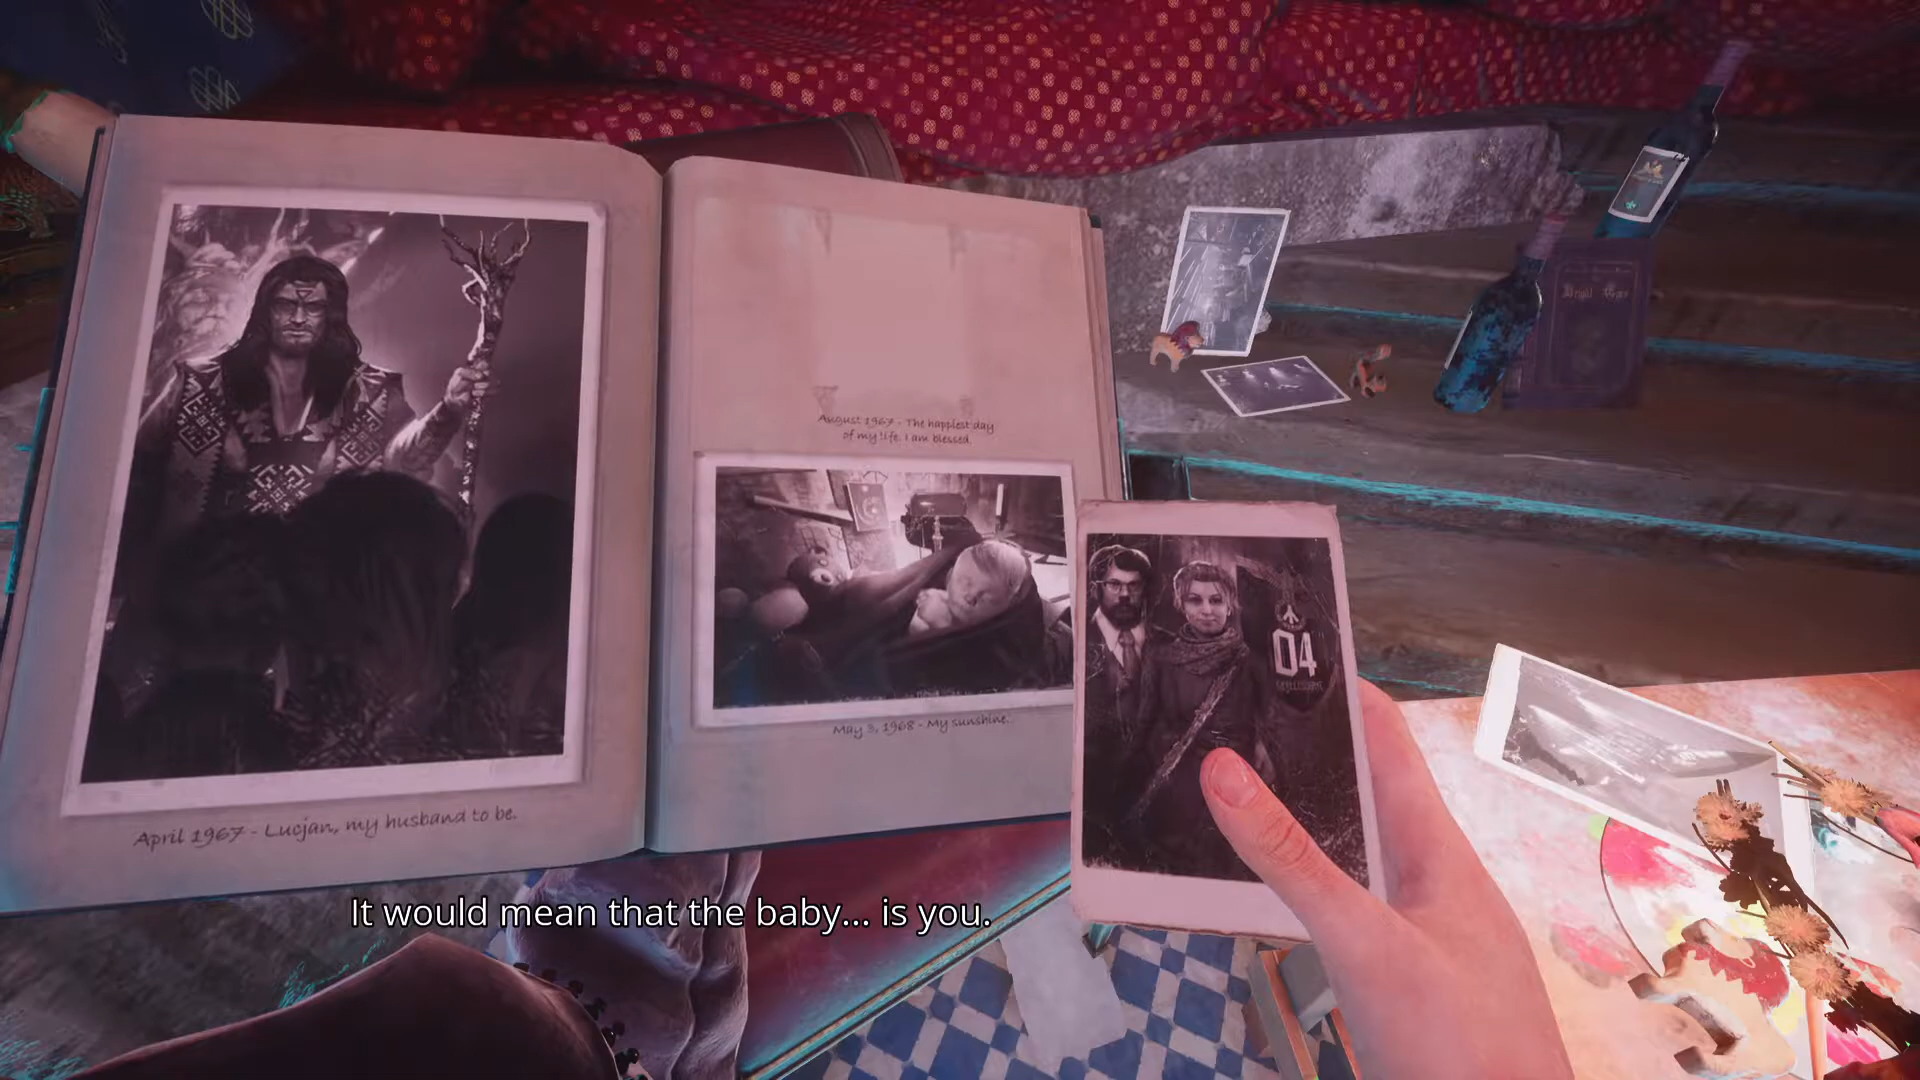 April 1967 - Lucjan, my husband to be.
August 1967 - The happiest day
of my life. I am blessed.
May 3, 1968 - My sunshine.
04
It would mean that the baby... is you.